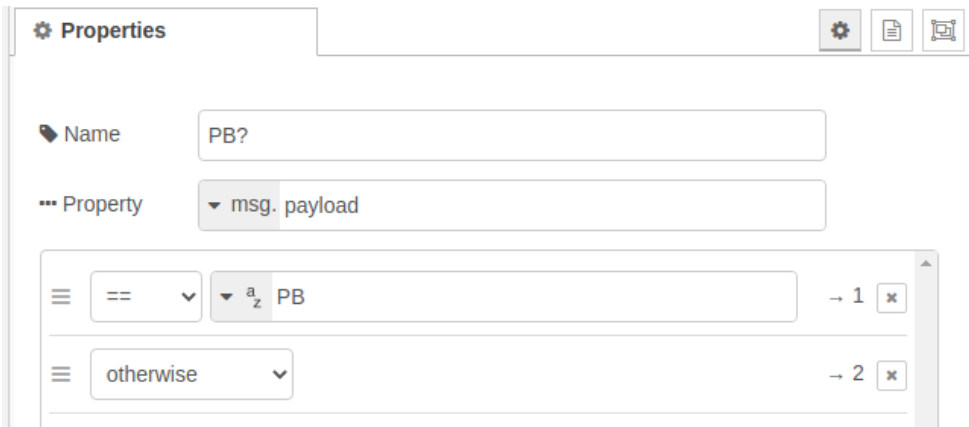 Properties
Name PB?
Property msg. payload
== a z PB → 1
otherwise → 2